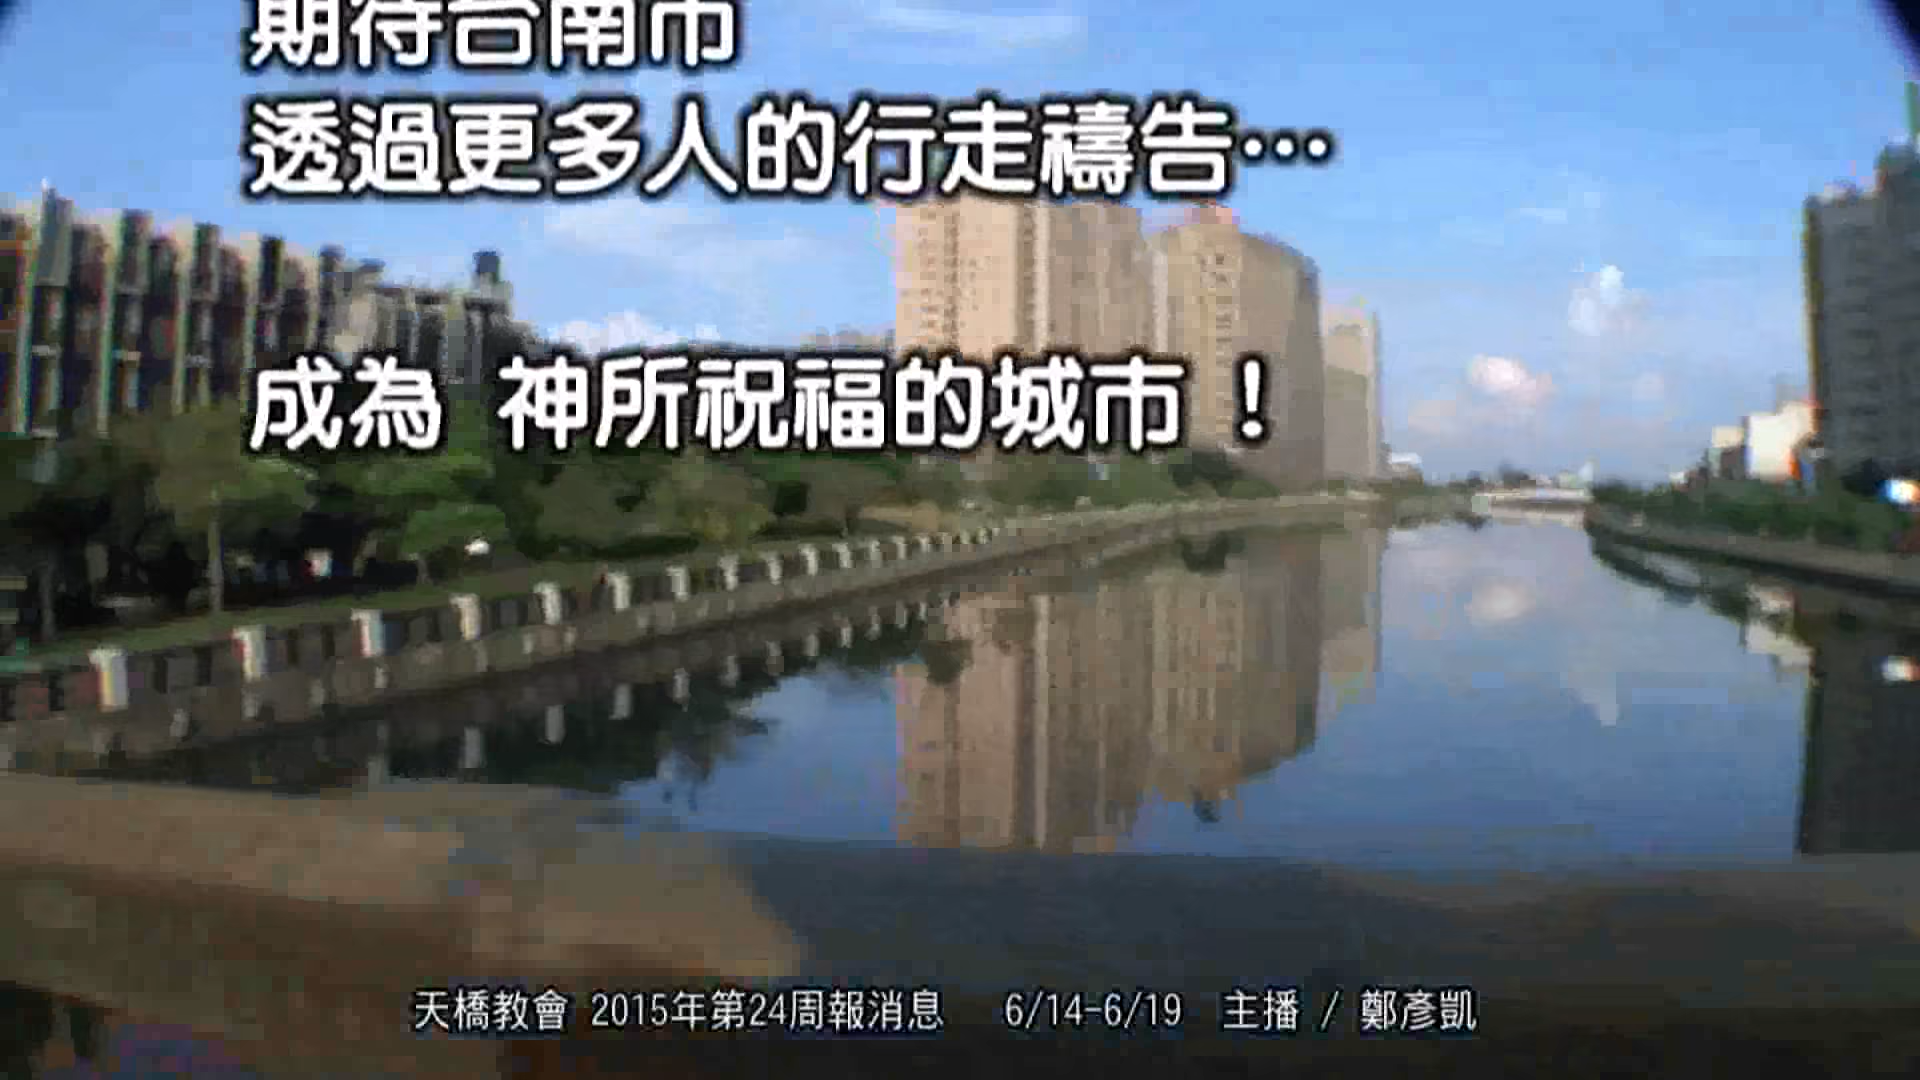 期待台南市
透過更多人的行走禱告…
成為 神所祝福的城市 !
天橋教會 2015年第24周報消息 6/14-6/19 主播 / 鄭彥凱